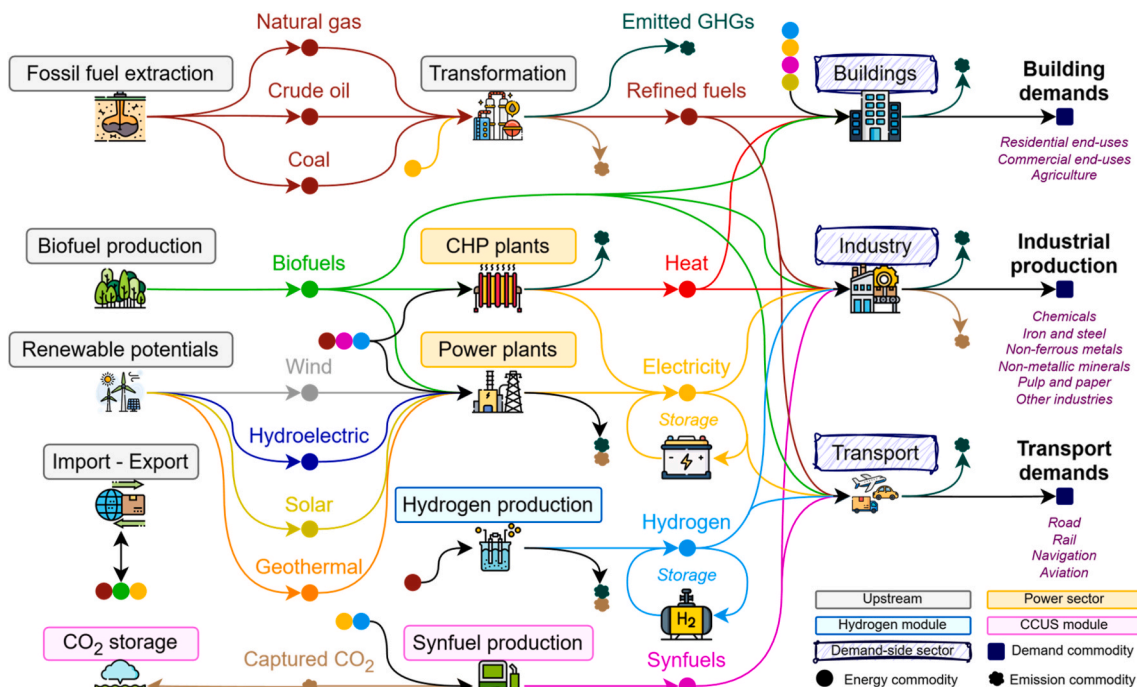 Natural gas
Emitted GHGs
Fossil fuel extraction
Transformation
Buildings
Building
demands
Crude oil
Refined fuels
Coal
Residential end-uses
Commercial end-uses
Agriculture
Biofuel production
CHP plants
Industry
Industrial
production
Biofuels
Heat
Chemicals
Iron and steel
Non-ferrous metals
Non-metallic minerals
Pulp and paper
Other industries
Renewable potentials
Wind
Power plants
Electricity
Storage
Hydroelectric
Import - Export
Transport
Transport
demands
Solar
Hydrogen production
Hydrogen
Road
Rail
Navigation
Aviation
Geothermal
Storage
H2
Upstream
Power sector
Hydrogen module
CCUS module
CO₂ storage
Captured CO₂
Synfuel production
Synfuels
Demand-side sector
Demand commodity
Energy commodity
Emission commodity